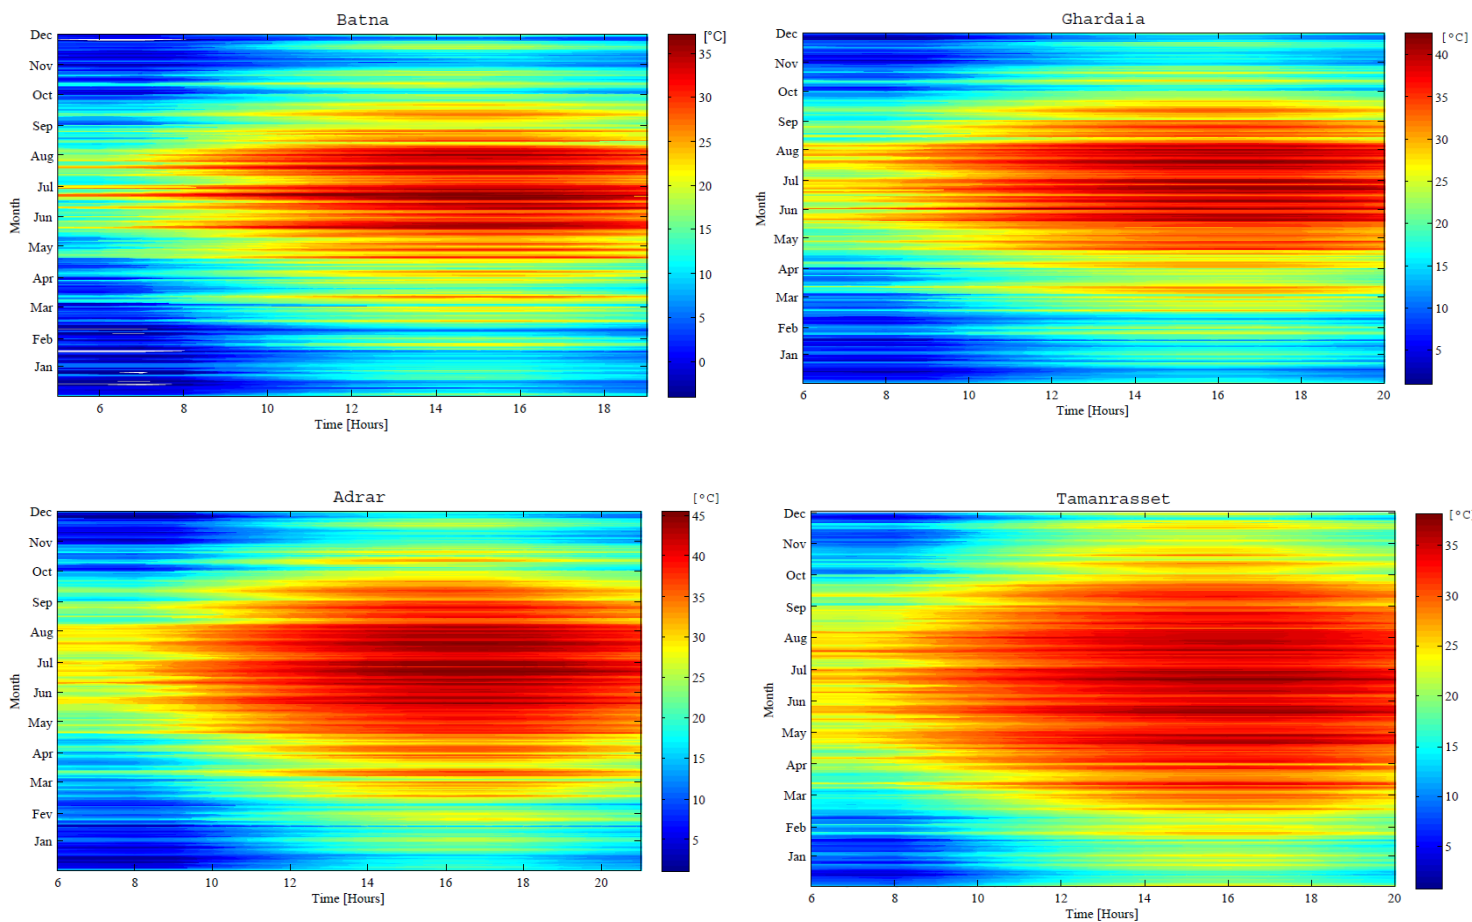 Batna
[°C]
Dec
Nov
Oct
Sep
Aug
Jul
Jun
May
Apr
Mar
Feb
Jan
Month
6 8 10 12 14 16 18
Time [Hours]
35
30
25
20
15
10
5
0
Ghardaia
[°C]
Dec
Nov
Oct
Sep
Aug
Jul
Jun
May
Apr
Mar
Feb
Jan
Month
6 8 10 12 14 16 18 20
Time [Hours]
40
35
30
25
20
15
10
5
Adrar
[°C]
Dec
Nov
Oct
Sep
Aug
Jul
Jun
May
Apr
Mar
Fev
Jan
Month
6 8 10 12 14 16 18 20
Time [Hours]
45
40
35
30
25
20
15
10
5
Tamanrasset
[°C]
Dec
Nov
Oct
Sep
Aug
Jul
Jun
May
Apr
Mar
Feb
Jan
Month
6 8 10 12 14 16 18 20
Time [Hours]
35
30
25
20
15
10
5